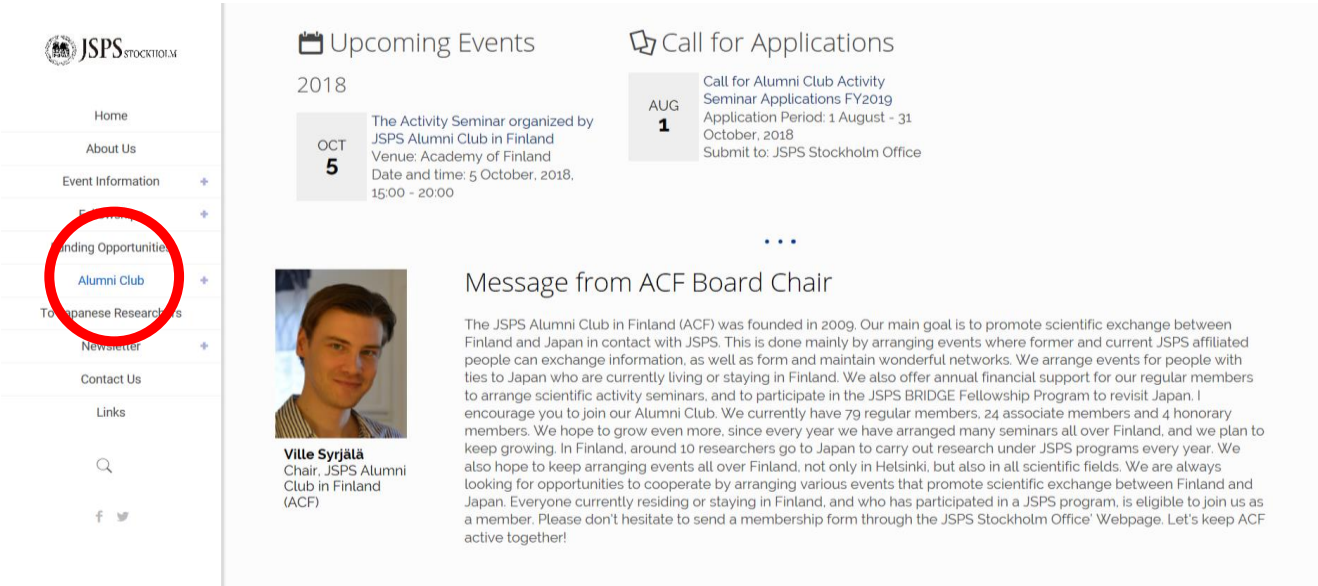 JSPS STOCKHOLM
Home
About Us
Event Information +
+
Funding Opportunities
Alumni Club +
To Japanese Researchers
Newsletter +
Contact Us
Links
Upcoming Events
2018
OCT
5
The Activity Seminar organized by
JSPS Alumni Club in Finland
Venue: Academy of Finland
Date and time: 5 October, 2018,
15:00 - 20:00
Call for Applications
AUG
1
Call for Alumni Club Activity
Seminar Applications FY2019
Application Period: 1 August - 31
October, 2018
Submit to: JSPS Stockholm Office
Ville Syrjälä
Chair, JSPS Alumni
Club in Finland
(ACF)
Message from ACF Board Chair
The JSPS Alumni Club in Finland (ACF) was founded in 2009. Our main goal is to promote scientific exchange between
Finland and Japan in contact with JSPS. This is done mainly by arranging events where former and current JSPS affiliated
people can exchange information, as well as form and maintain wonderful networks. We arrange events for people with
ties to Japan who are currently living or staying in Finland. We also offer annual financial support for our regular members
to arrange scientific activity seminars, and to participate in the JSPS BRIDGE Fellowship Program to revisit Japan. I
encourage you to join our Alumni Club. We currently have 79 regular members, 24 associate members and 4 honorary
members. We hope to grow even more, since every year we have arranged many seminars all over Finland, and we plan to
keep growing. In Finland, around 10 researchers go to Japan to carry out research under JSPS programs every year. We
also hope to keep arranging events all over Finland, not only in Helsinki, but also in all scientific fields. We are always
looking for opportunities to cooperate by arranging various events that promote scientific exchange between Finland and
Japan. Everyone currently residing or staying in Finland, and who has participated in a JSPS program, is eligible to join us as
a member. Please don't hesitate to send a membership form through the JSPS Stockholm Office' Webpage. Let's keep ACF
active together!